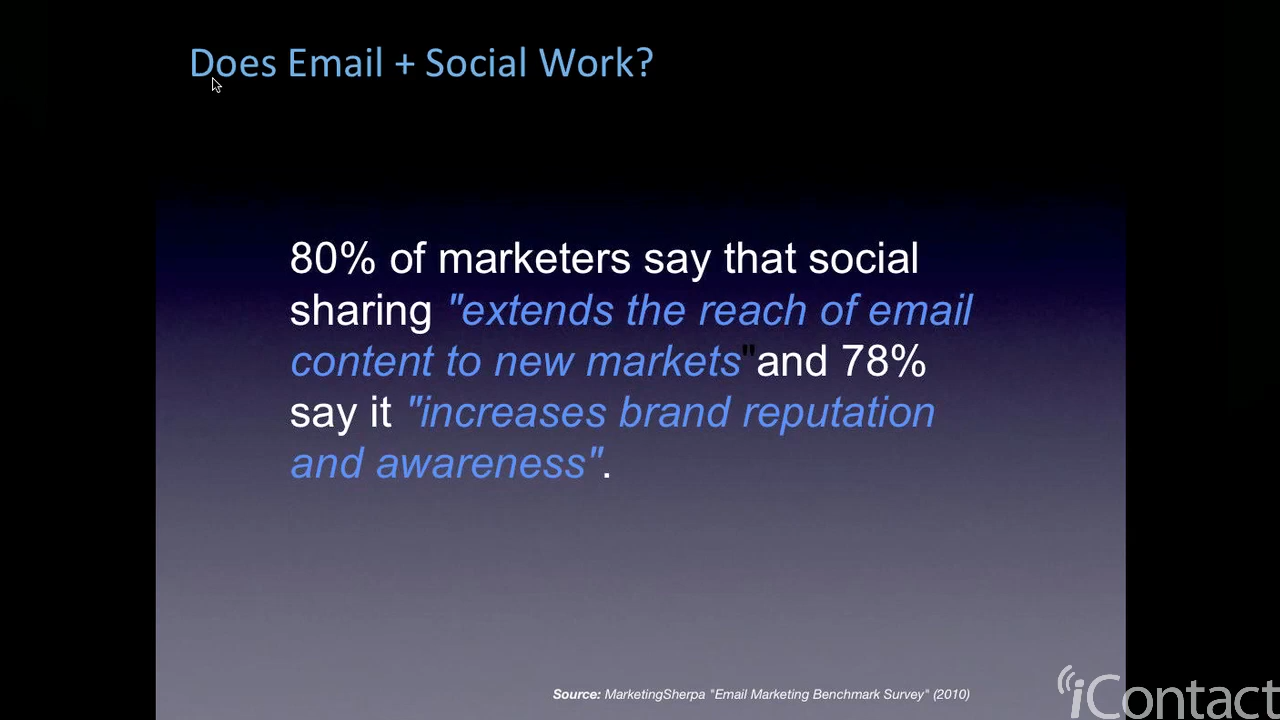 Does Email + Social Work?
80% of marketers say that social
sharing "extends the reach of email
content to new markets"and 78%
say it "increases brand reputation
and awareness".
Source: MarketingSherpa "Email Marketing Benchmark Survey" (2010)
iContact